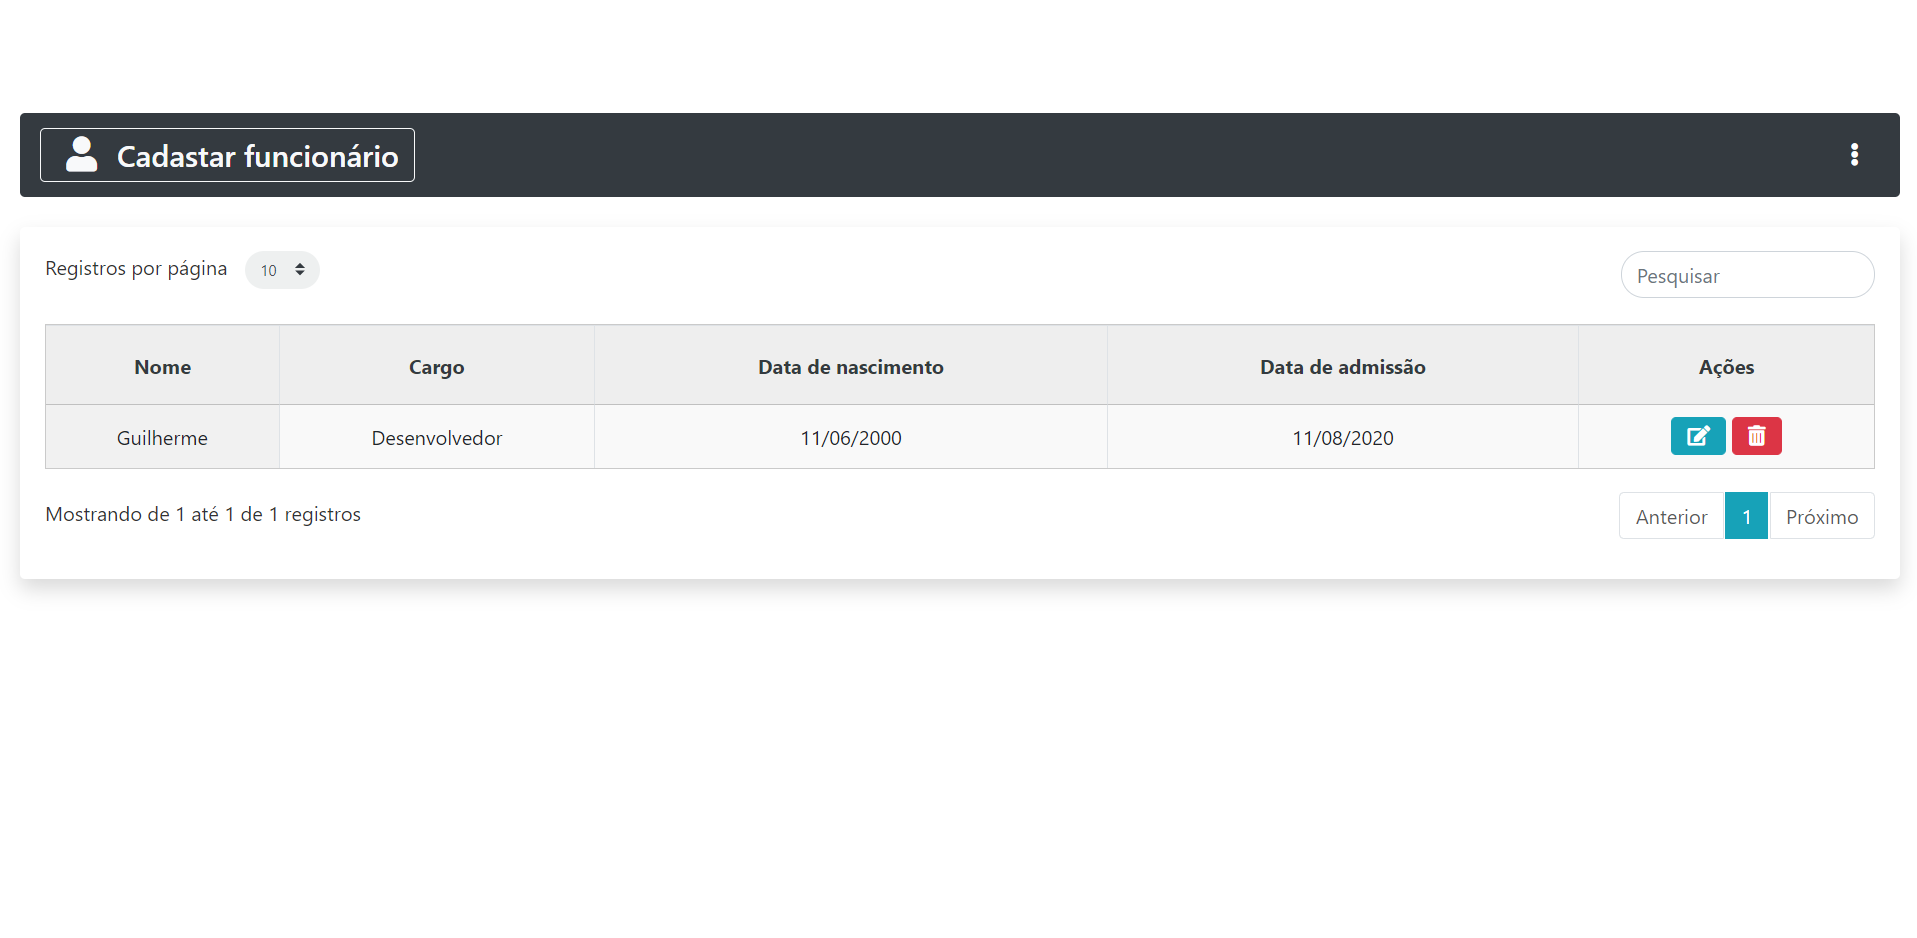 Cadastar funcionário
Registros por página 10
Pesquisar
Nome Cargo Data de nascimento Data de admissão Ações
Guilherme Desenvolvedor 11/06/2000 11/08/2020
Mostrando de 1 até 1 de 1 registros
Anterior 1 Próximo